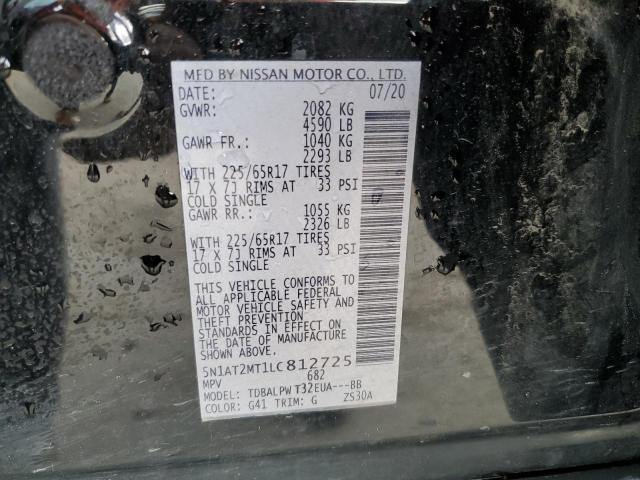 MFD BY NISSAN MOTOR CO., LTD.
DATE: 07/20
GVWR: 2082 KG
4590 LB
GAWR FR.: 1040 KG
2293 LB
WITH 225/65R17 TIRES
17 X 7J RIMS AT 33 PSI
COLD SINGLE
GAWR RR.: 1055 KG
2326 LB
WITH 225/65R17 TIRES
17 X 7J RIMS AT 33 PSI
COLD SINGLE
THIS VEHICLE CONFORMS TO
ALL APPLICABLE FEDERAL
MOTOR VEHICLE SAFETY AND
THEFT PREVENTION
STANDARDS IN EFFECT ON
THE DATE OF MANUFACTURE
SHOWN ABOVE.
5N1AT2MT1LC812725
MPV 682
MODEL: TDBALPWT32EUA---BB
COLOR: G41 TRIM: G ZS30A